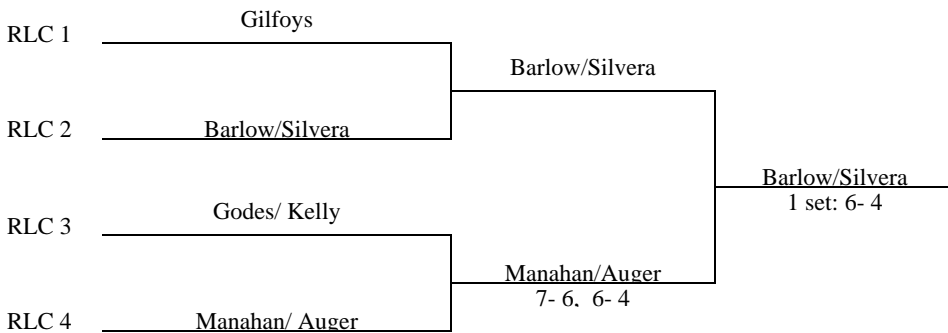 Gilfoys
RLC 1
Barlow/Silvera
RLC 2
Barlow/Silvera
Barlow/Silvera
1 set: 6- 4
Godes/ Kelly
RLC 3
Manahan/Auger
7- 6, 6- 4
RLC 4
Manahan/ Auger